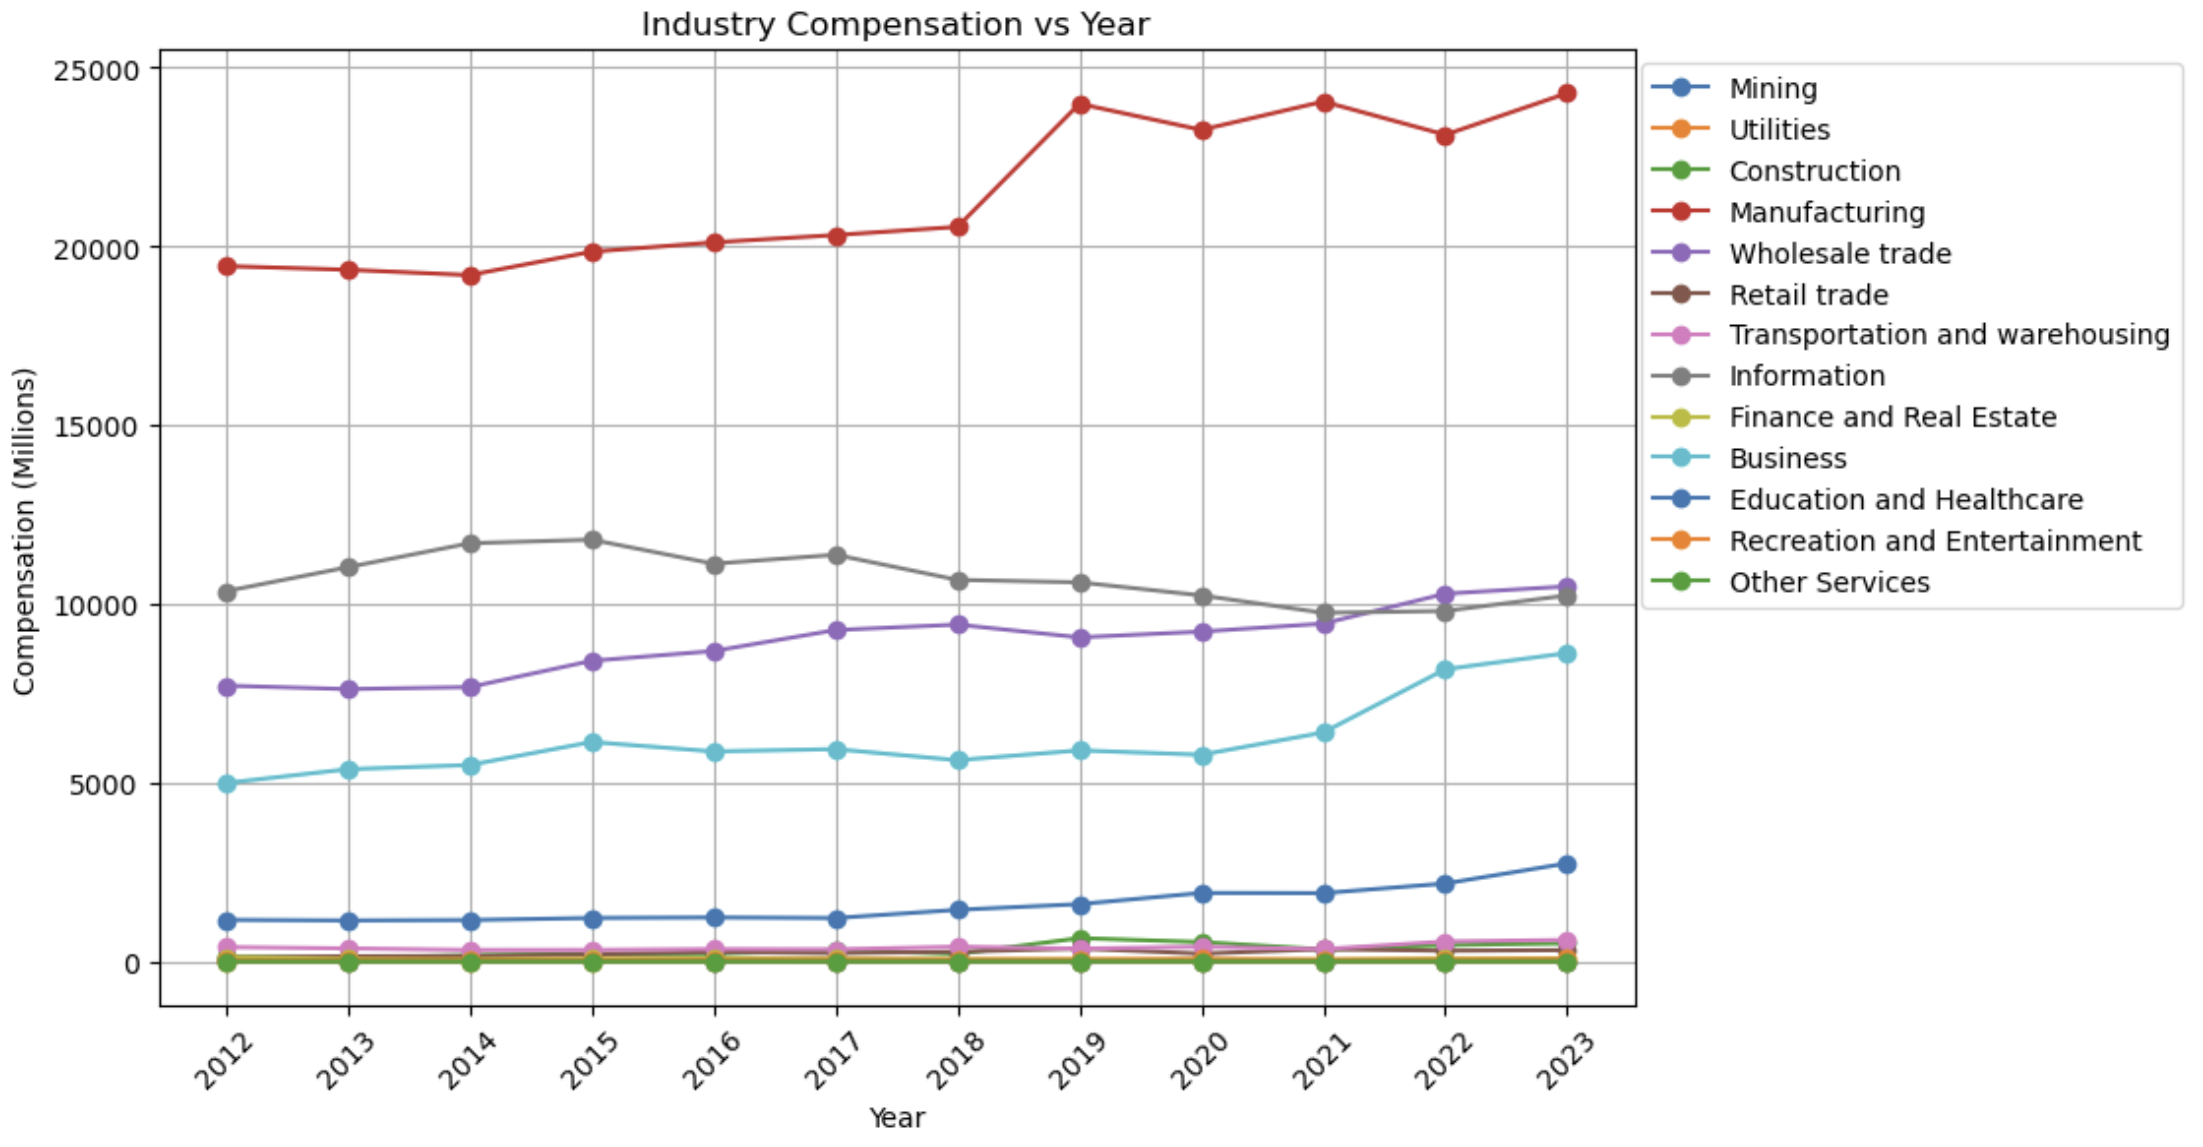 Industry Compensation vs Year
25000
20000
15000
10000
5000
0
Compensation (Millions)
2012
2013
2014
2015
2016
2017
2018
2019
2020
2021
2022
2023
Year
Mining
Utilities
Construction
Manufacturing
Wholesale trade
Retail trade
Transportation and warehousing
Information
Finance and Real Estate
Business
Education and Healthcare
Recreation and Entertainment
Other Services